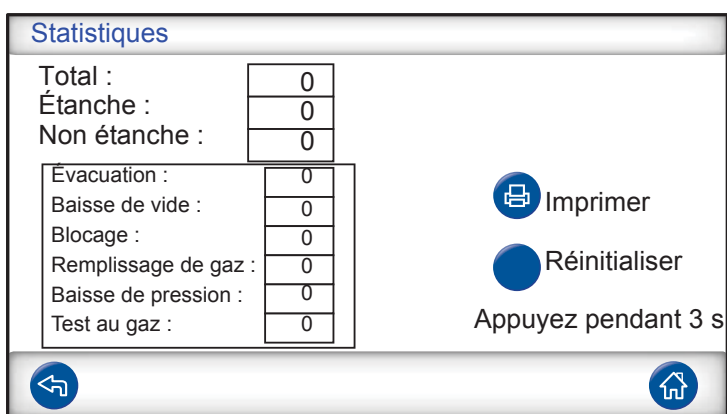 Statistiques
Total : 0
Étanche : 0
Non étanche : 0
Évacuation : 0
Baisse de vide : 0
Blocage : 0
Remplissage de gaz : 0
Baisse de pression : 0
Test au gaz : 0
Imprimer
Réinitialiser
Appuyez pendant 3 s